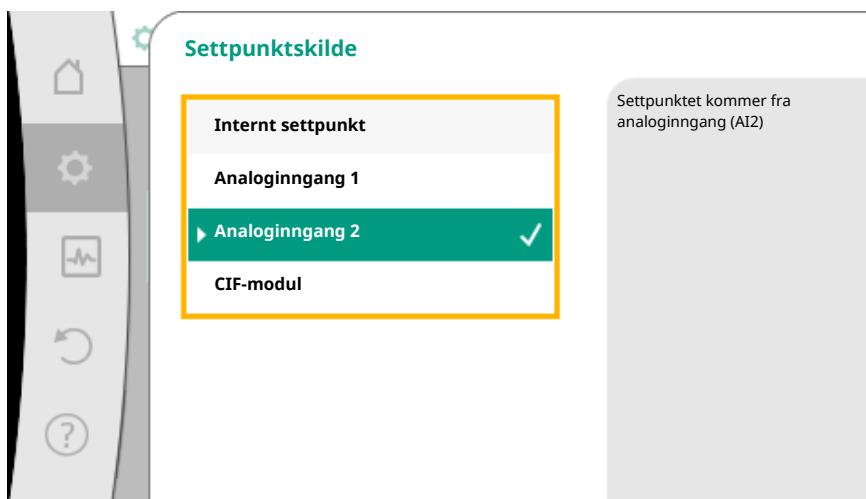 Settpunktskilde
Internt settpunkt
Analoginngang 1
Analoginngang 2
CIF-modul
Settpunktet kommer fra
analoginngang (AI2)